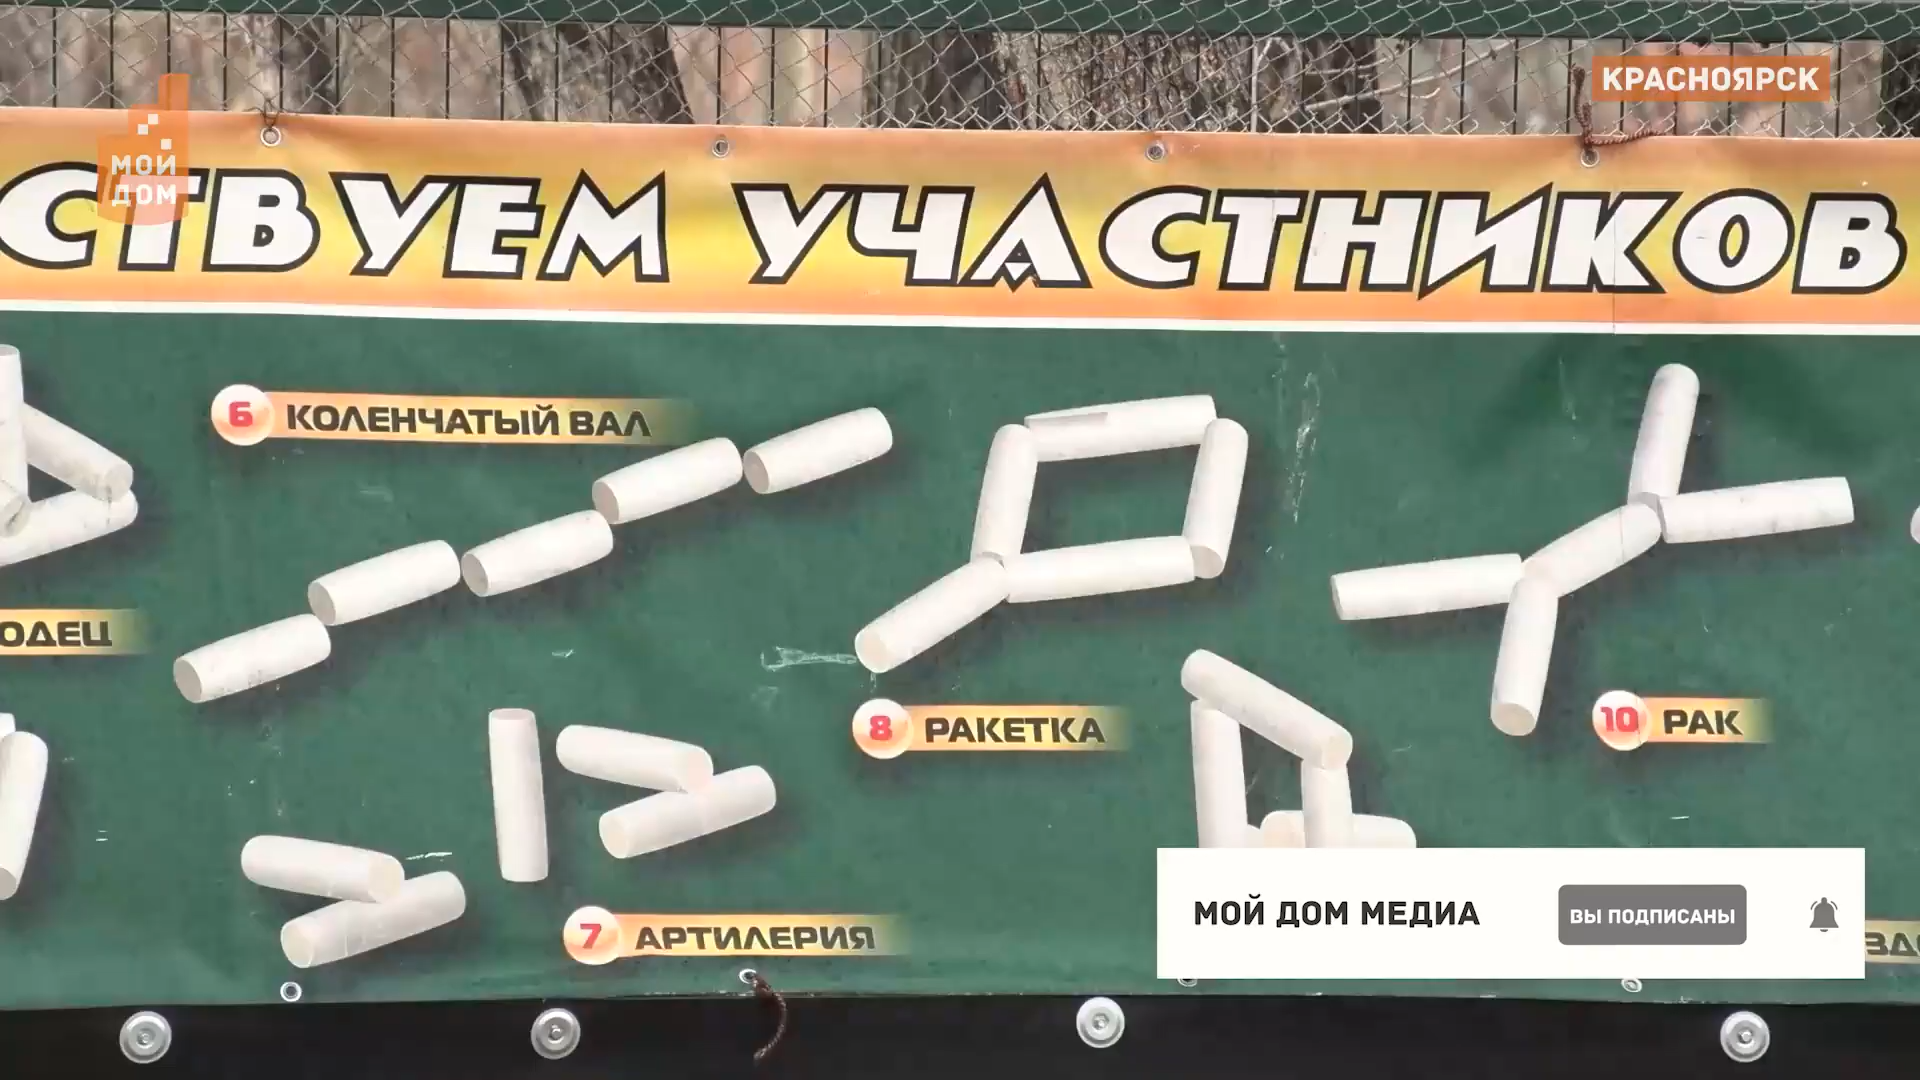 КРАСНОЯРСК
МОЙ
ДОМ
СТВУЕМ УЧАСТНИКОВ
6 КОЛЕНЧАТЫЙ ВАЛ
ОДЕЦ
8 РАКЕТКА
10 РАК
7 АРТИЛЕРИЯ
МОЙ ДОМ МЕДИА
ВЫ ПОДПИСАНЫ